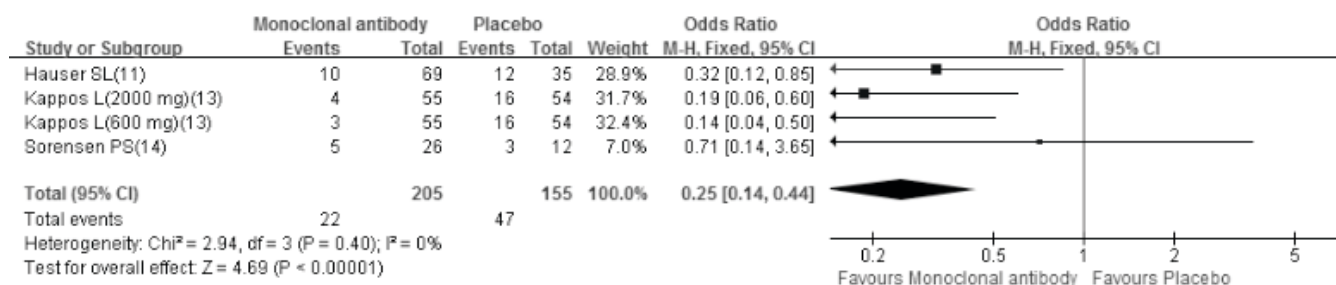 Monoclonal antibody Placebo Odds Ratio Odds Ratio
Study or Subgroup Events Total Events Total Weight M-H, Fixed, 95% CI M-H, Fixed, 95% CI
Hauser SL(11) 10 69 12 35 28.9% 0.32 [0.12, 0.85]
Kappos L(2000 mg)(13) 4 55 16 54 31.7% 0.19 [0.06, 0.60]
Kappos L(600 mg)(13) 3 55 16 54 32.4% 0.14 [0.04, 0.50]
Sorensen PS(14) 5 26 3 12 7.0% 0.71 [0.14, 3.65]
Total (95% CI) 205 155 100.0% 0.25 [0.14, 0.44]
Total events 22 47
Heterogeneity: Chi² = 2.94, df = 3 (P = 0.40); I² = 0%
Test for overall effect: Z = 4.69 (P < 0.00001)
0.2 0.5 1 2 5
Favours Monoclonal antibody Favours Placebo